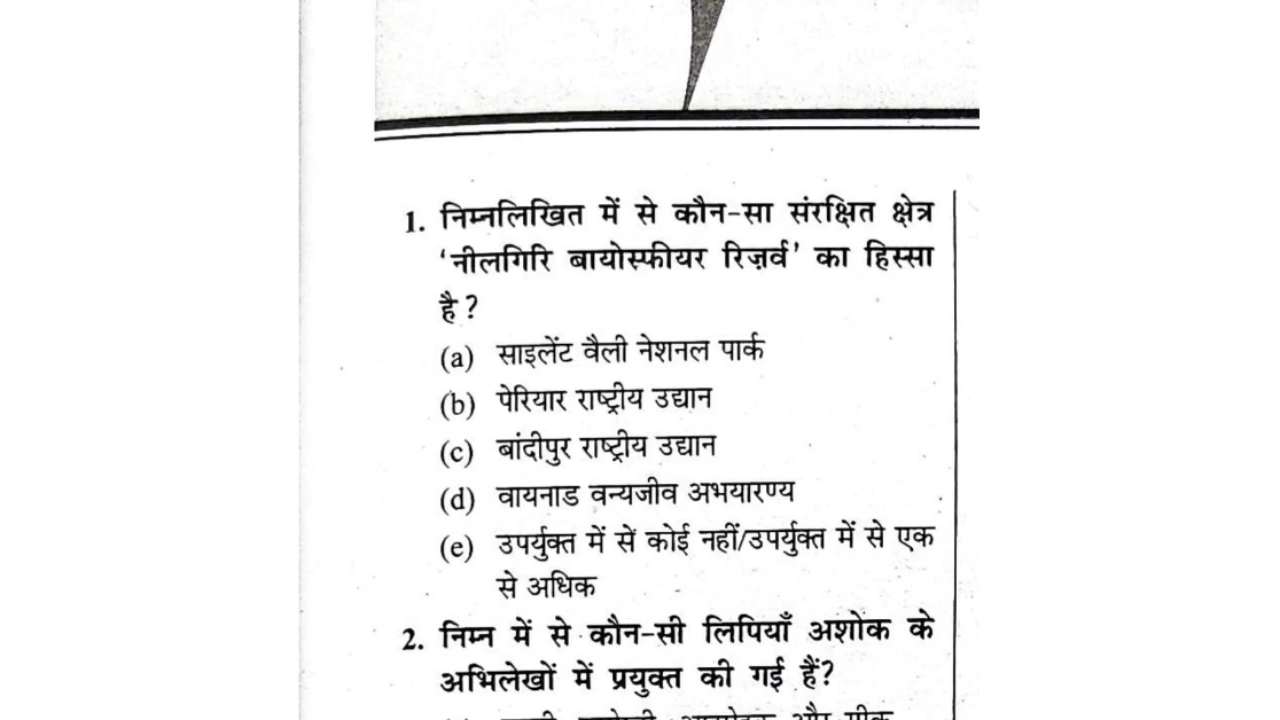 1. निम्नलिखित में से कौन-सा संरक्षित क्षेत्र
‘नीलगिरि बायोस्फीयर रिज़र्व’ का हिस्सा
है ?
(a) साइलेंट वैली नेशनल पार्क
(b) पेरियार राष्ट्रीय उद्यान
(c) बांदीपुर राष्ट्रीय उद्यान
(d) वायनाड वन्यजीव अभयारण्य
(e) उपर्युक्त में से कोई नहीं/उपर्युक्त में से एक
से अधिक
2. निम्न में से कौन-सी लिपियाँ अशोक के
अभिलेखों में प्रयुक्त की गई हैं?
और ग्रीक